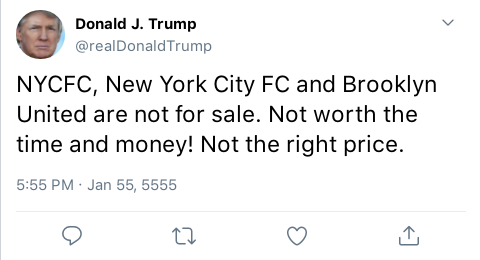 Donald J. Trump
@realDonaldTrump
NYCFC, New York City FC and Brooklyn
United are not for sale. Not worth the
time and money! Not the right price.
5:55 PM · Jan 55, 5555